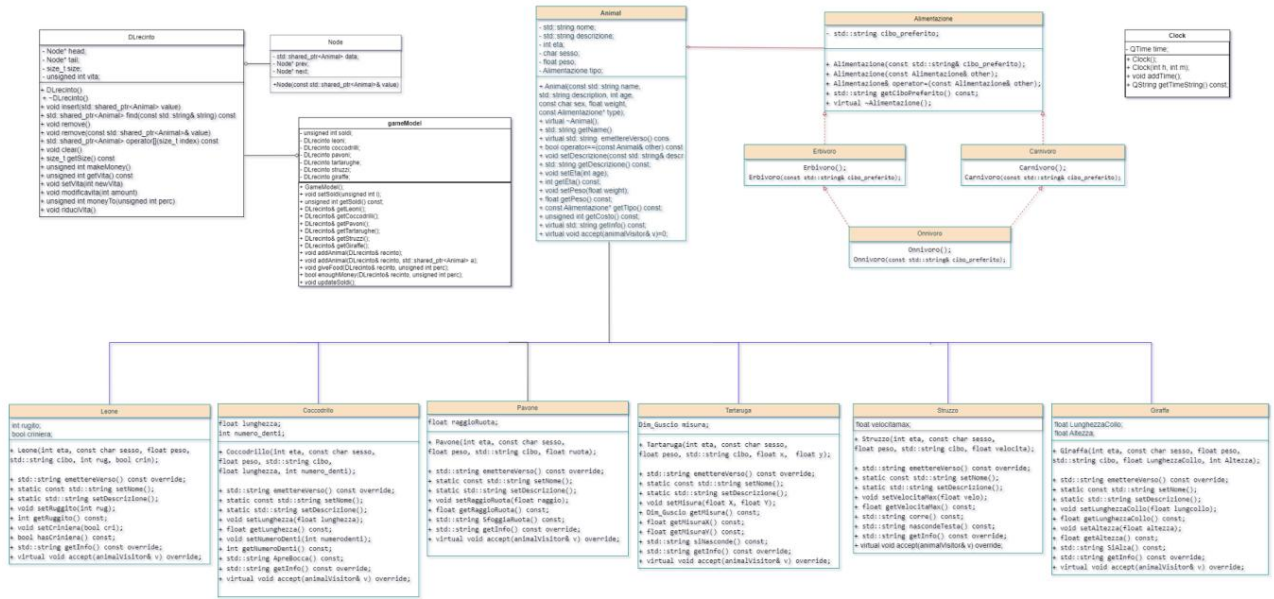 DLrecinto
- Node* head;
- Node* tail;
- size_t size;
- unsigned int vita;
+ DLrecinto()
+ ~DLrecinto()
+ void insert(std::shared_ptr<Animal> value)
+ std::shared_ptr<Animal> find(const std::string& string) const
+ void remove()
+ void remove(const std::shared_ptr<Animal>& value)
+ std::shared_ptr<Animal> operator[](size_t index) const
+ void clear()
+ size_t getSize() const
+ unsigned int makeMoney()
+ unsigned int getVita() const
+ void setVita(int newVita)
+ void modificavita(int amount)
+ unsigned int moneyTo(unsigned int perc)
+ void riduciVita()
Node
- std::shared_ptr<Animal> data;
- Node* prev;
- Node* next;
+Node(const std::shared_ptr<Animal>& value)
gameModel
- unsigned int soldi;
- DLrecinto leoni;
- DLrecinto coccodrilli;
- DLrecinto pavoni;
- DLrecinto tartarughe;
- DLrecinto struzzi;
- DLrecinto giraffe;
+ GameModel();
+ void setSoldi(unsigned int i);
+ unsigned int getSoldi() const;
+ DLrecinto& getLeoni();
+ DLrecinto& getCoccodrilli();
+ DLrecinto& getPavoni();
+ DLrecinto& getTartarughe();
+ DLrecinto& getStruzzi();
+ DLrecinto& getGiraffe();
+ void addAnimal(DLrecinto& recinto);
+ void addAnimal(DLrecinto& recinto, std::shared_ptr<Animal> a);
+ void giveFood(DLrecinto& recinto, unsigned int perc);
+ bool enoughMoney(DLrecinto& recinto, unsigned int perc);
+ void updateSoldi();
Animal
- std::string nome;
- std::string descrizione;
- int eta;
- char sesso;
- float peso;
- Alimentazione tipo;
+ Animal(const std::string name,
std::string description, int age,
const char sex, float weight,
const Alimentazione* type);
+ virtual ~Animal();
+ std::string getName()
+ virtual std::string emettereVerso() cons
+ bool operator==(const Animal& other) const
+ void setDescrizione(const std::string& descr
+ std::string getDescrizione() const;
+ void setEta(int age);
+ int getEta() const;
+ void setPeso(float weight);
+ float getPeso() const;
+ const Alimentazione* getTipo() const;
+ unsigned int getCosto() const;
+ virtual std::string getInfo() const;
+ virtual void accept(animalVisitor& v)=0;
Alimentazione
- std::string cibo_preferito;
+ Alimentazione(const std::string& cibo_preferito);
+ Alimentazione(const Alimentazione& other);
+ Alimentazione& operator=(const Alimentazione& other);
+ std::string getCiboPreferito() const;
+ virtual ~Alimentazione();
Erbivoro
Erbivoro();
Erbivoro(const std::string& cibo_preferito);
Carnivoro
Carnivoro();
Carnivoro(const std::string& cibo_preferito);
Onnivoro
Onnivoro();
Onnivoro(const std::string& cibo_preferito);
Clock
- QTime time;
+ Clock();
+ Clock(int h, int m);
+ void addTime();
+ QString getTimeString() const;
Leone
int ruglio;
bool criniera;
+ Leone(int eta, const char sesso, float peso,
std::string cibo, int rug, bool crin);
+ std::string emettereVerso() const override;
+ static const std::string setNome();
+ static std::string setDescrizione();
+ void setRuggito(int rug);
+ int getRuggito() const;
+ void setCriniera(bool cri);
+ bool hasCriniera() const;
+ std::string getInfo() const override;
+ virtual void accept(animalVisitor& v) override;
Coccodrillo
float lunghezza;
int numero_denti;
+ Coccodrillo(int eta, const char sesso,
float peso, std::string cibo,
float lunghezza, int numero_denti);
+ std::string emettereVerso() const override;
+ static const std::string setNome();
+ static std::string setDescrizione();
+ void setLunghezza(float lunghezza);
+ float getLunghezza() const;
+ void setNumeroDenti(int numerodenti);
+ int getNumeroDenti() const;
+ std::string ApreBocca() const;
+ std::string getInfo() const override;
+ virtual void accept(animalVisitor& v) override;
Pavone
float raggioRuota;
+ Pavone(int eta, const char sesso,
float peso, std::string cibo, float ruota);
+ std::string emettereVerso() const override;
+ static const std::string setNome();
+ static std::string setDescrizione();
+ void setRaggioRuota(float raggio);
+ float getRaggioRuota() const;
+ std::string SfoggiaRuota() const;
+ std::string getInfo() const override;
+ virtual void accept(animalVisitor& v) override;
Tartaruga
Dim_Guscio misura;
+ Tartaruga(int eta, const char sesso,
float peso, std::string cibo, float x, float y);
+ std::string emettereVerso() const override;
+ static const std::string setNome();
+ static std::string setDescrizione();
+ void setMisura(float X, float Y);
+ Dim_Guscio getMisura() const;
+ float getMisuraX() const;
+ float getMisuraY() const;
+ std::string siNasconde() const;
+ std::string getInfo() const override;
+ virtual void accept(animalVisitor& v) override;
Struzzo
float velocitamax;
+ Struzzo(int eta, const char sesso,
float peso, std::string cibo, float velocita);
+ std::string emettereVerso() const override;
+ static const std::string setNome();
+ static std::string setDescrizione();
+ void setVelocitaMax(float velo);
+ float getVelocitaMax() const;
+ std::string corre() const;
+ std::string nascondeTesta() const;
+ std::string getInfo() const override;
+ virtual void accept(animalVisitor& v) override;
Giraffe
float LunghezzaCollo;
float Altezza;
+ Giraffa(int eta, const char sesso, float peso,
std::string cibo, float LunghezzaCollo, int Altezza);
+ std::string emettereVerso() const override;
+ static const std::string setNome();
+ static std::string setDescrizione();
+ void setLunghezzaCollo(float lungcollo);
+ float getLunghezzaCollo() const;
+ void setAltezza(float altezza);
+ float getAltezza() const;
+ std::string SiAlza() const;
+ std::string getInfo() const override;
+ virtual void accept(animalVisitor& v) override;